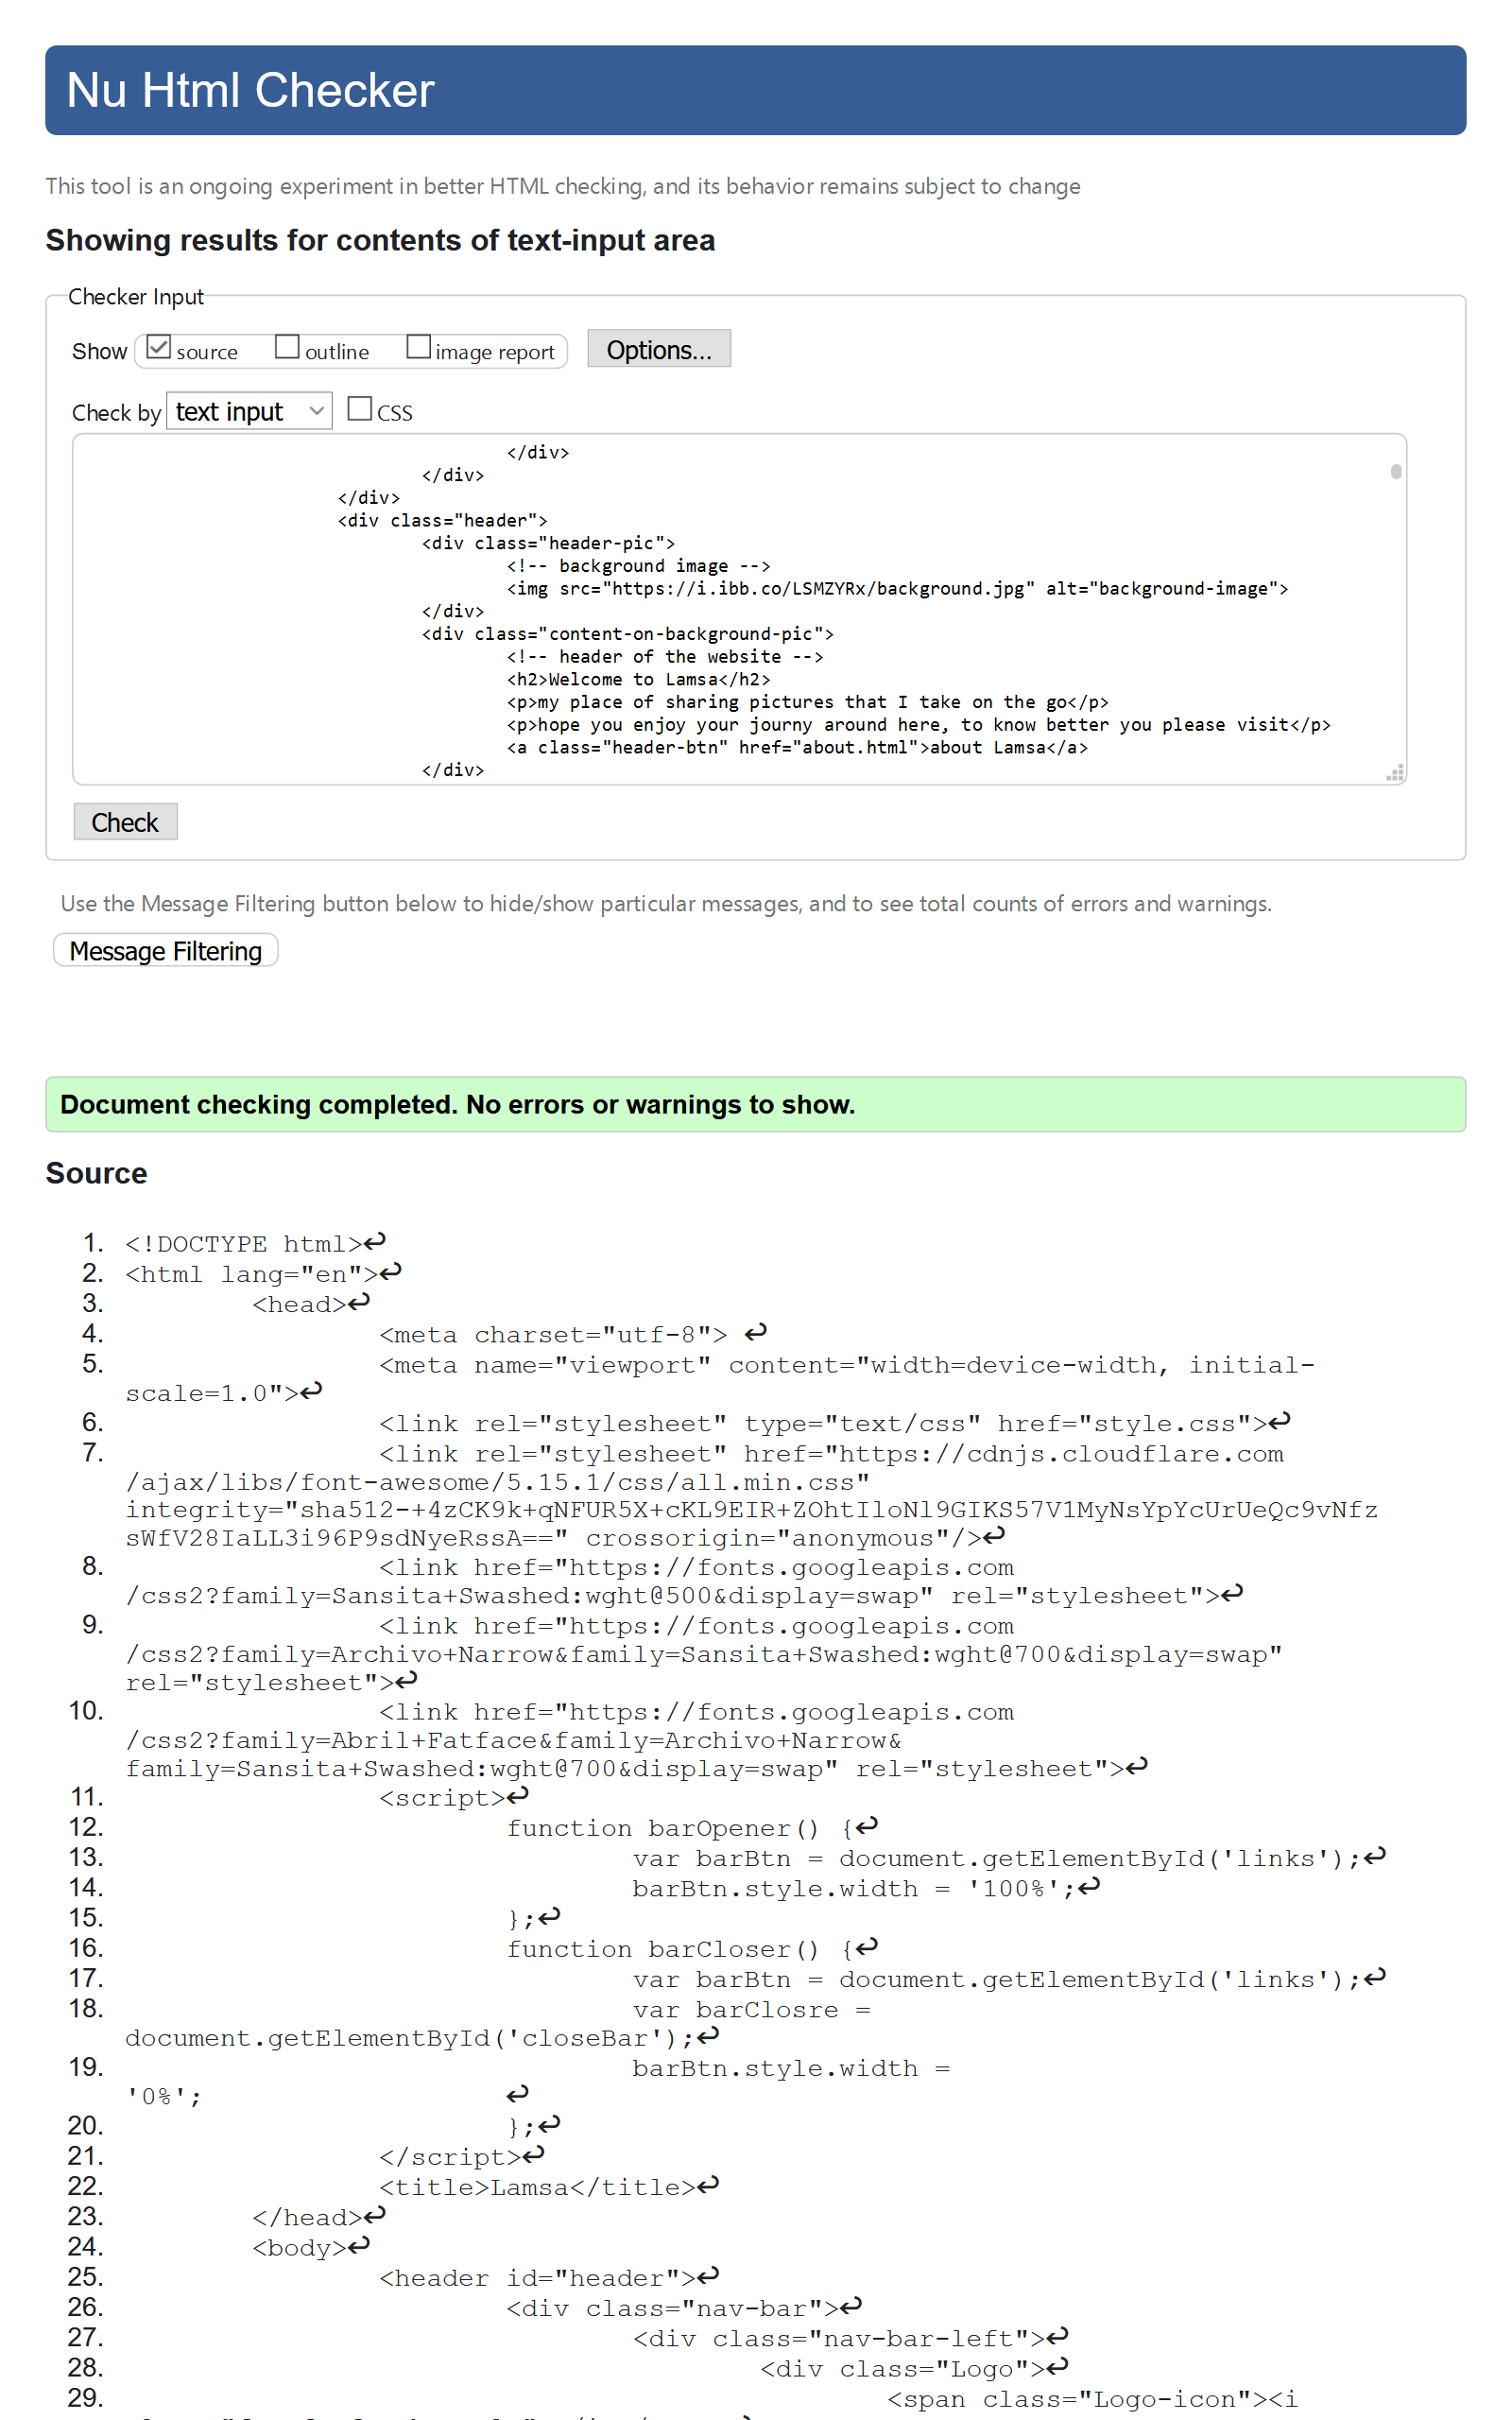 Nu Html Checker
This tool is an ongoing experiment in better HTML checking, and its behavior remains subject to change
Showing results for contents of text-input area
Checker Input
Show source outline image report Options...
Check by text input CSS
</div>
</div>
</div>
<div class="header">
<div class="header-pic">
<!-- background image -->
<img src="https://i.ibb.co/LSMZYRx/background.jpg" alt="background-image">
</div>
<div class="content-on-background-pic">
<!-- header of the website -->
<h2>Welcome to Lamsa</h2>
<p>my place of sharing pictures that I take on the go</p>
<p>hope you enjoy your journy around here, to know better you please visit</p>
<a class="header-btn" href="about.html">about Lamsa</a>
</div>
Check
Use the Message Filtering button below to hide/show particular messages, and to see total counts of errors and warnings.
Message Filtering
Document checking completed. No errors or warnings to show.
Source
1. <!DOCTYPE html>↩
2. <html lang="en">↩
3. <head>↩
4. <meta charset="utf-8"> ↩
5. <meta name="viewport" content="width=device-width, initial-
scale=1.0">↩
6. <link rel="stylesheet" type="text/css" href="style.css">↩
7. <link rel="stylesheet" href="https://cdnjs.cloudflare.com
/ajax/libs/font-awesome/5.15.1/css/all.min.css"
integrity="sha512-+4zCK9k+qNFUR5X+cKL9EIR+ZOhtIloNl9GIKS57V1MyNsYpYcUrUeQc9vNfz
sWfV28IaLL3i96P9sdNyeRssA==" crossorigin="anonymous"/>↩
8. <link href="https://fonts.googleapis.com
/css2?family=Sansita+Swashed:wght@500&display=swap" rel="stylesheet">↩
9. <link href="https://fonts.googleapis.com
/css2?family=Archivo+Narrow&family=Sansita+Swashed:wght@700&display=swap"
rel="stylesheet">↩
10. <link href="https://fonts.googleapis.com
/css2?family=Abril+Fatface&family=Archivo+Narrow&
family=Sansita+Swashed:wght@700&display=swap" rel="stylesheet">↩
11. <script>↩
12. function barOpener() {↩
13. var barBtn = document.getElementById('links');↩
14. barBtn.style.width = '100%';↩
15. };↩
16. function barCloser() {↩
17. var barBtn = document.getElementById('links');↩
18. var barClosre =
document.getElementById('closeBar');↩
19. barBtn.style.width =
'0%'; ↩
20. };↩
21. </script>↩
22. <title>Lamsa</title>↩
23. </head>↩
24. <body>↩
25. <header id="header">↩
26. <div class="nav-bar">↩
27. <div class="nav-bar-left">↩
28. <div class="Logo">↩
29. <span class="Logo-icon"><i